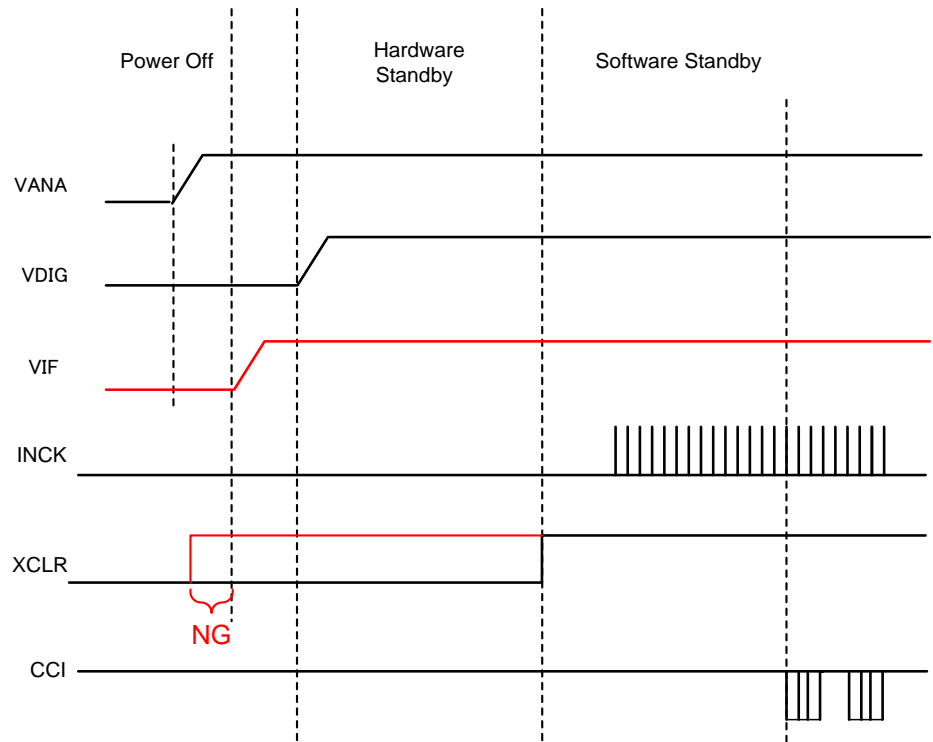 Power Off
Hardware
Standby
Software Standby
VANA
VDIG
VIF
INCK
XCLR
NG
CCI